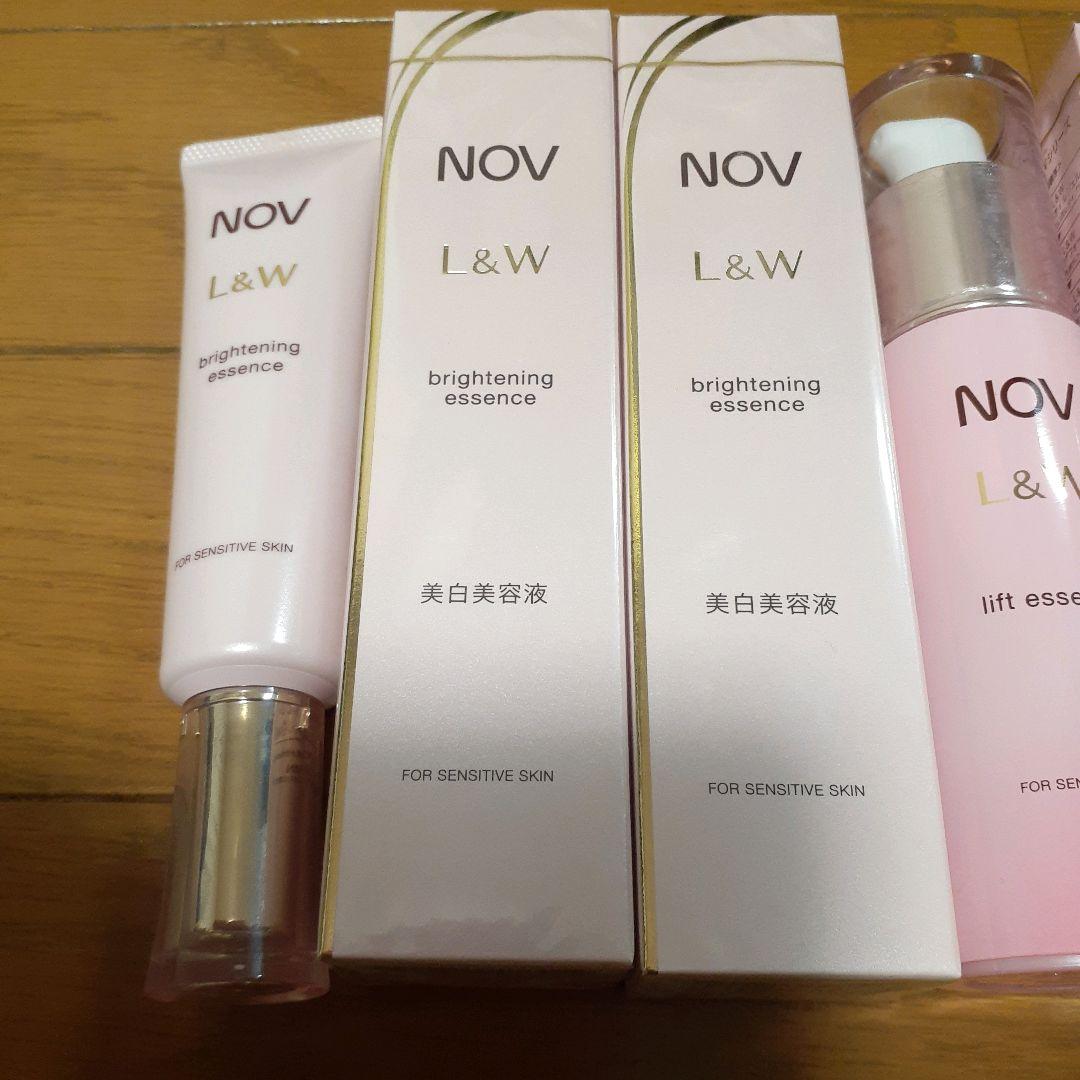 NOV
L&W
brightening
essence
FOR SENSITIVE SKIN
NOV
L&W
brightening
essence
美白美容液
FOR SENSITIVE SKIN
NOV
L&W
brightening
essence
美白美容液
FOR SENSITIVE SKIN
NOV
L&W
lift esse
FOR SEN